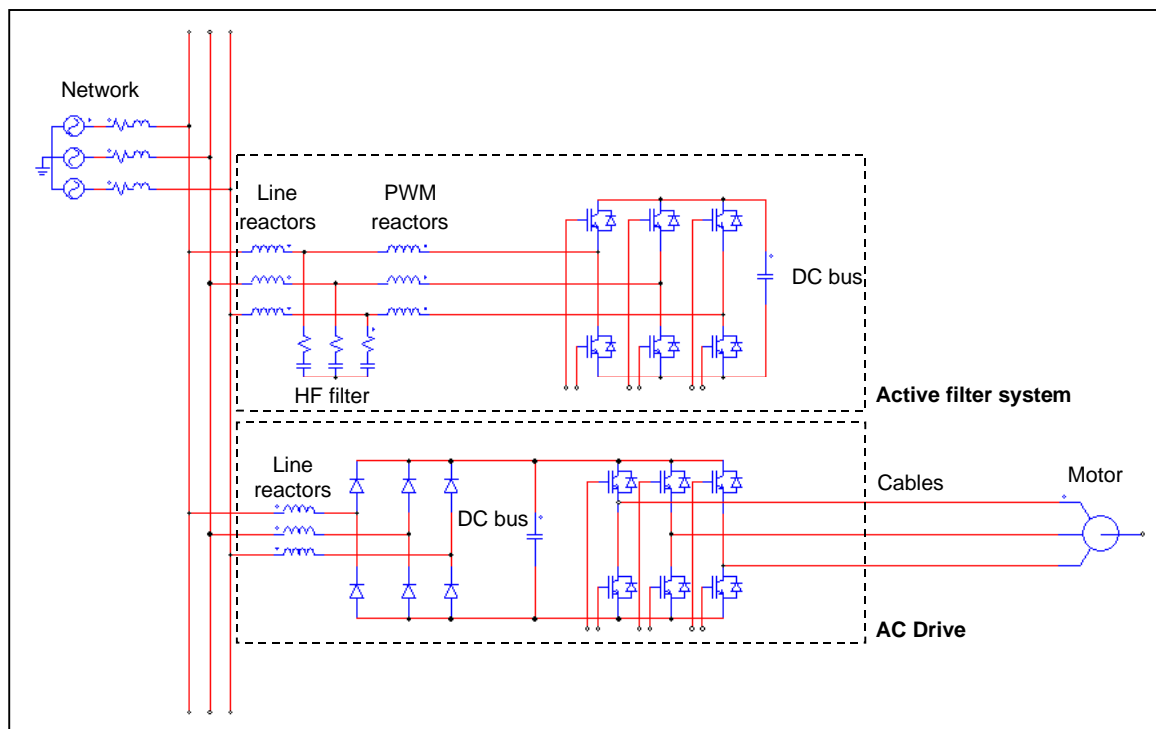 Network
Line
reactors
PWM
reactors
DC bus
HF filter
Active filter system
Line
reactors
DC bus
Cables
Motor
AC Drive